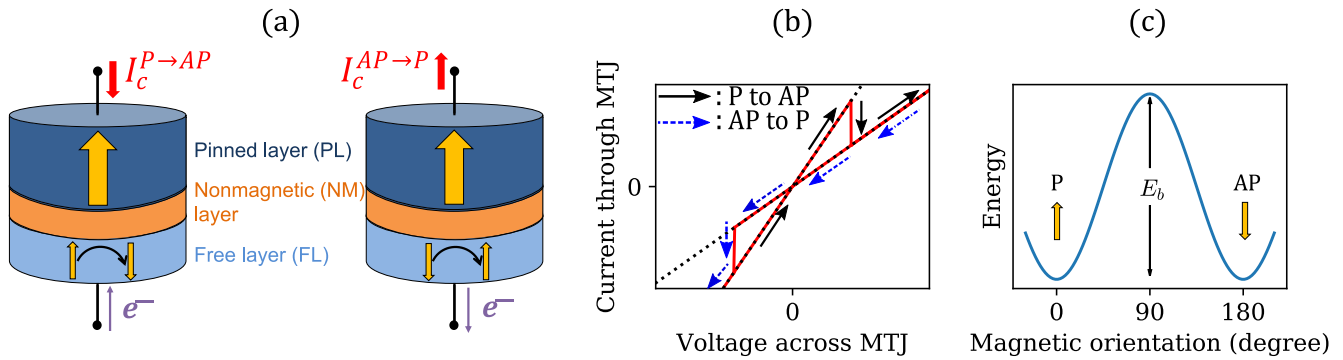 (a)
(b)
(c)
I_c^{P→AP}
I_c^{AP→P}
Pinned layer (PL)
Nonmagnetic (NM)
layer
Free layer (FL)
e−
e−
Current through MTJ
: P to AP
: AP to P
0
0
Voltage across MTJ
Energy
P
E_b
AP
0
90
180
Magnetic orientation (degree)